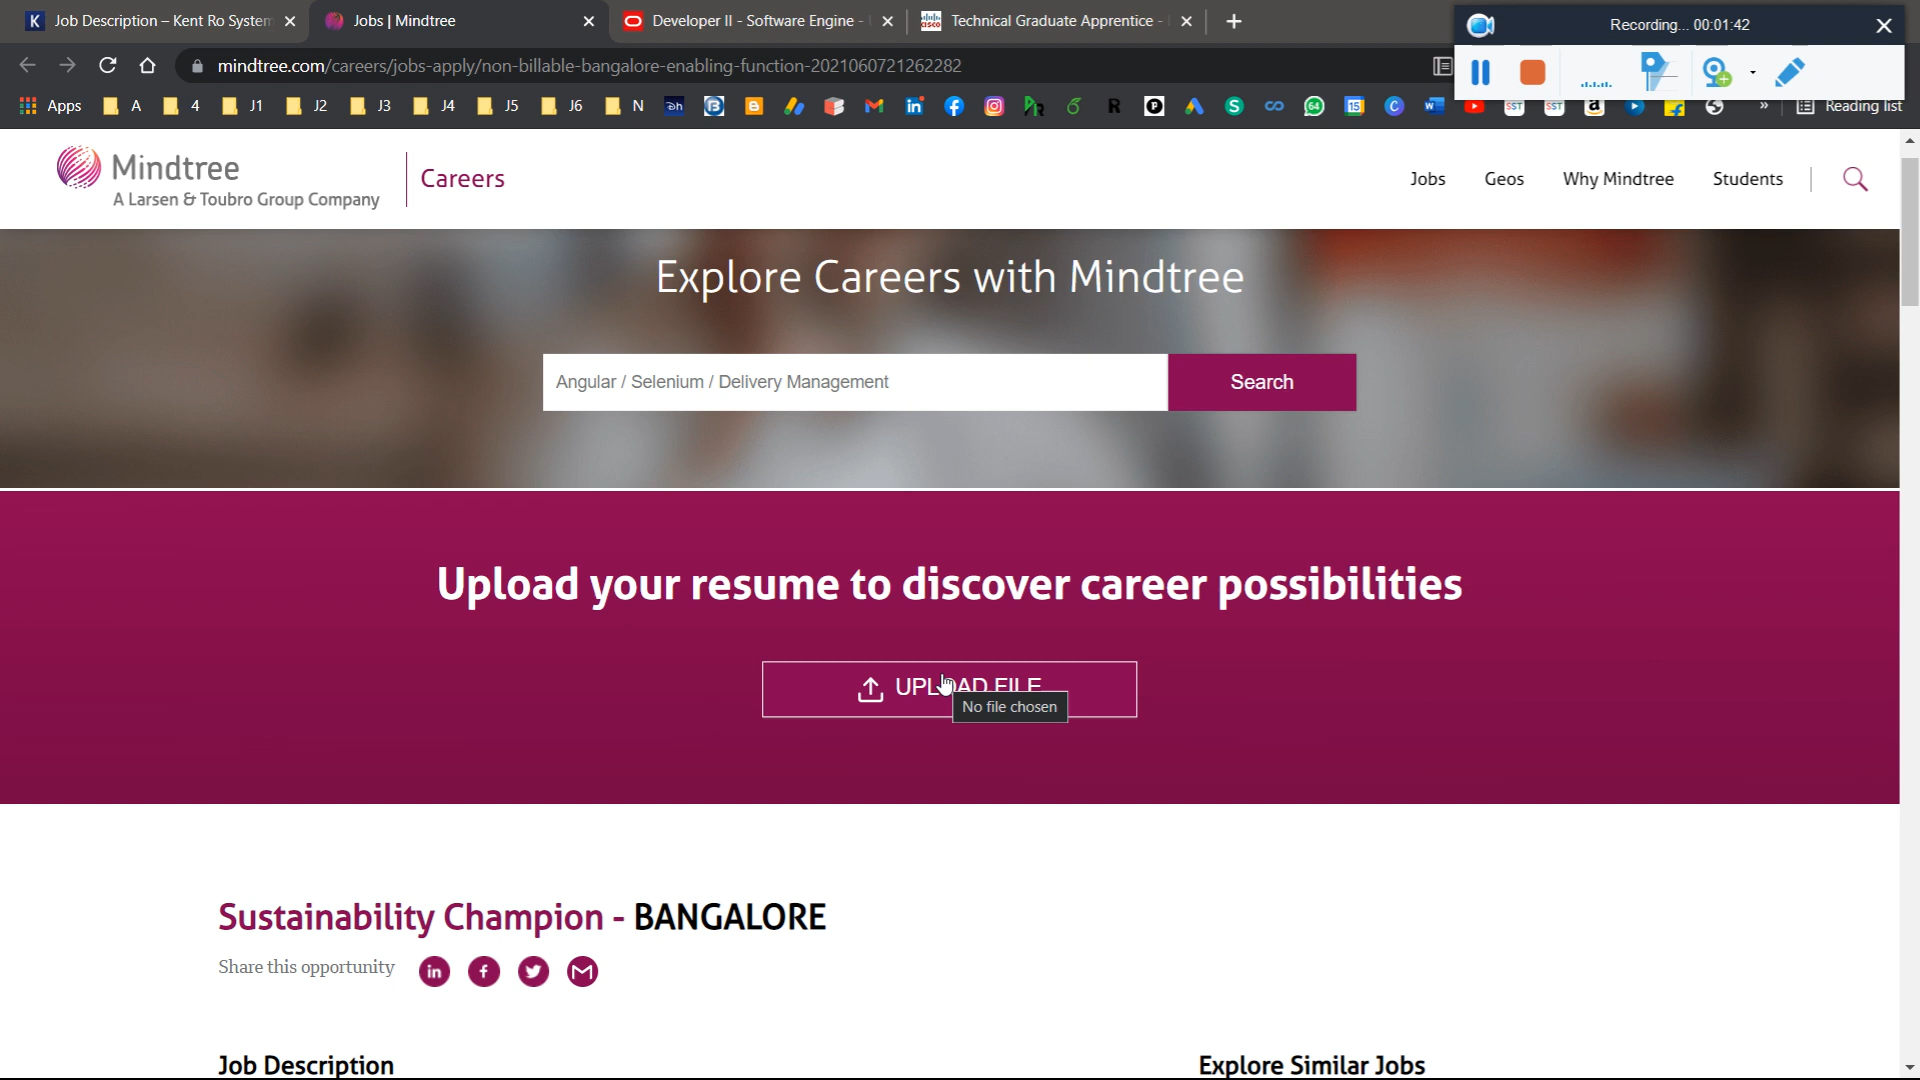 Job Description – Kent Ro System
Jobs | Mindtree
Developer II - Software Engine -
Technical Graduate Apprentice -
Recording... 00:01:42
mindtree.com/careers/jobs-apply/non-billable-bangalore-enabling-function-2021060721262282
Apps A 4 J1 J2 J3 J4 J5 J6 N » Reading list
Mindtree
A Larsen & Toubro Group Company
Careers
Jobs Geos Why Mindtree Students
Explore Careers with Mindtree
Angular / Selenium / Delivery Management
Search
Upload your resume to discover career possibilities
UPLOAD FILE
No file chosen
Sustainability Champion - BANGALORE
Share this opportunity
Job Description
Explore Similar Jobs